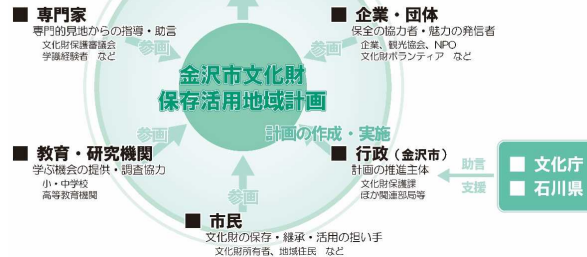 ■ 専門家
専門的見地からの指導・助言
文化財保護審議会
学識経験者 など
参画
■ 企業・団体
保全の協力者・魅力の発信者
企業、観光協会、NPO
文化財ボランティア など
参画
金沢市文化財
保存活用地域計画
参画
計画の作成・実施
■ 教育・研究機関
学ぶ機会の提供・調査協力
小・中学校
高等教育機関
■ 行政（金沢市）
計画の推進主体
文化財保護課
ほか関連部局等
助言
支援
■ 文化庁
■ 石川県
参画
■ 市民
文化財の保存・継承・活用の担い手
文化財所有者、地域住民 など